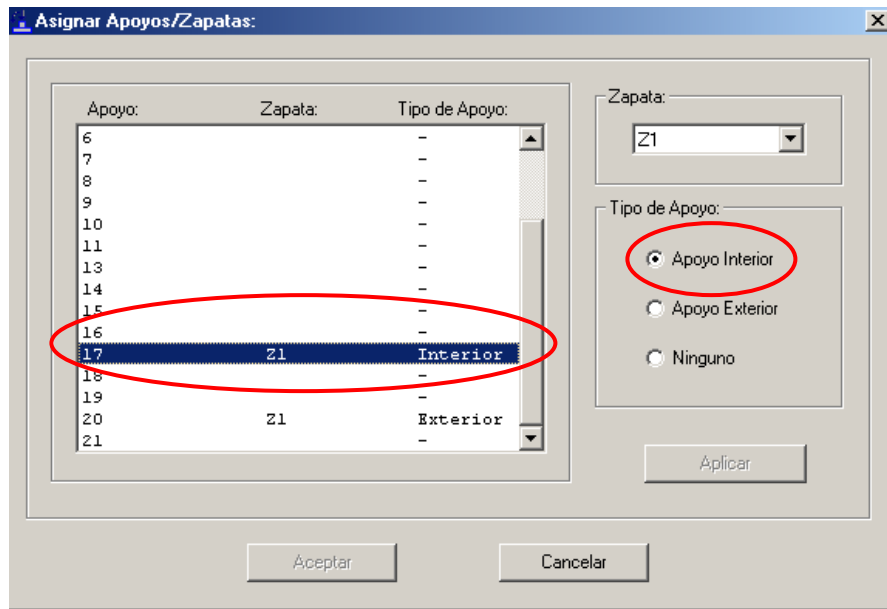 Asignar Apoyos/Zapatas:
Apoyo: Zapata: Tipo de Apoyo:
6 -
7 -
8 -
9 -
10 -
11 -
13 -
14 -
15 -
16 -
17 Z1 Interior
18 -
19 -
20 Z1 Exterior
21 -
Zapata:
Z1
Tipo de Apoyo:
Apoyo Interior
Apoyo Exterior
Ninguno
Aplicar
Aceptar
Cancelar